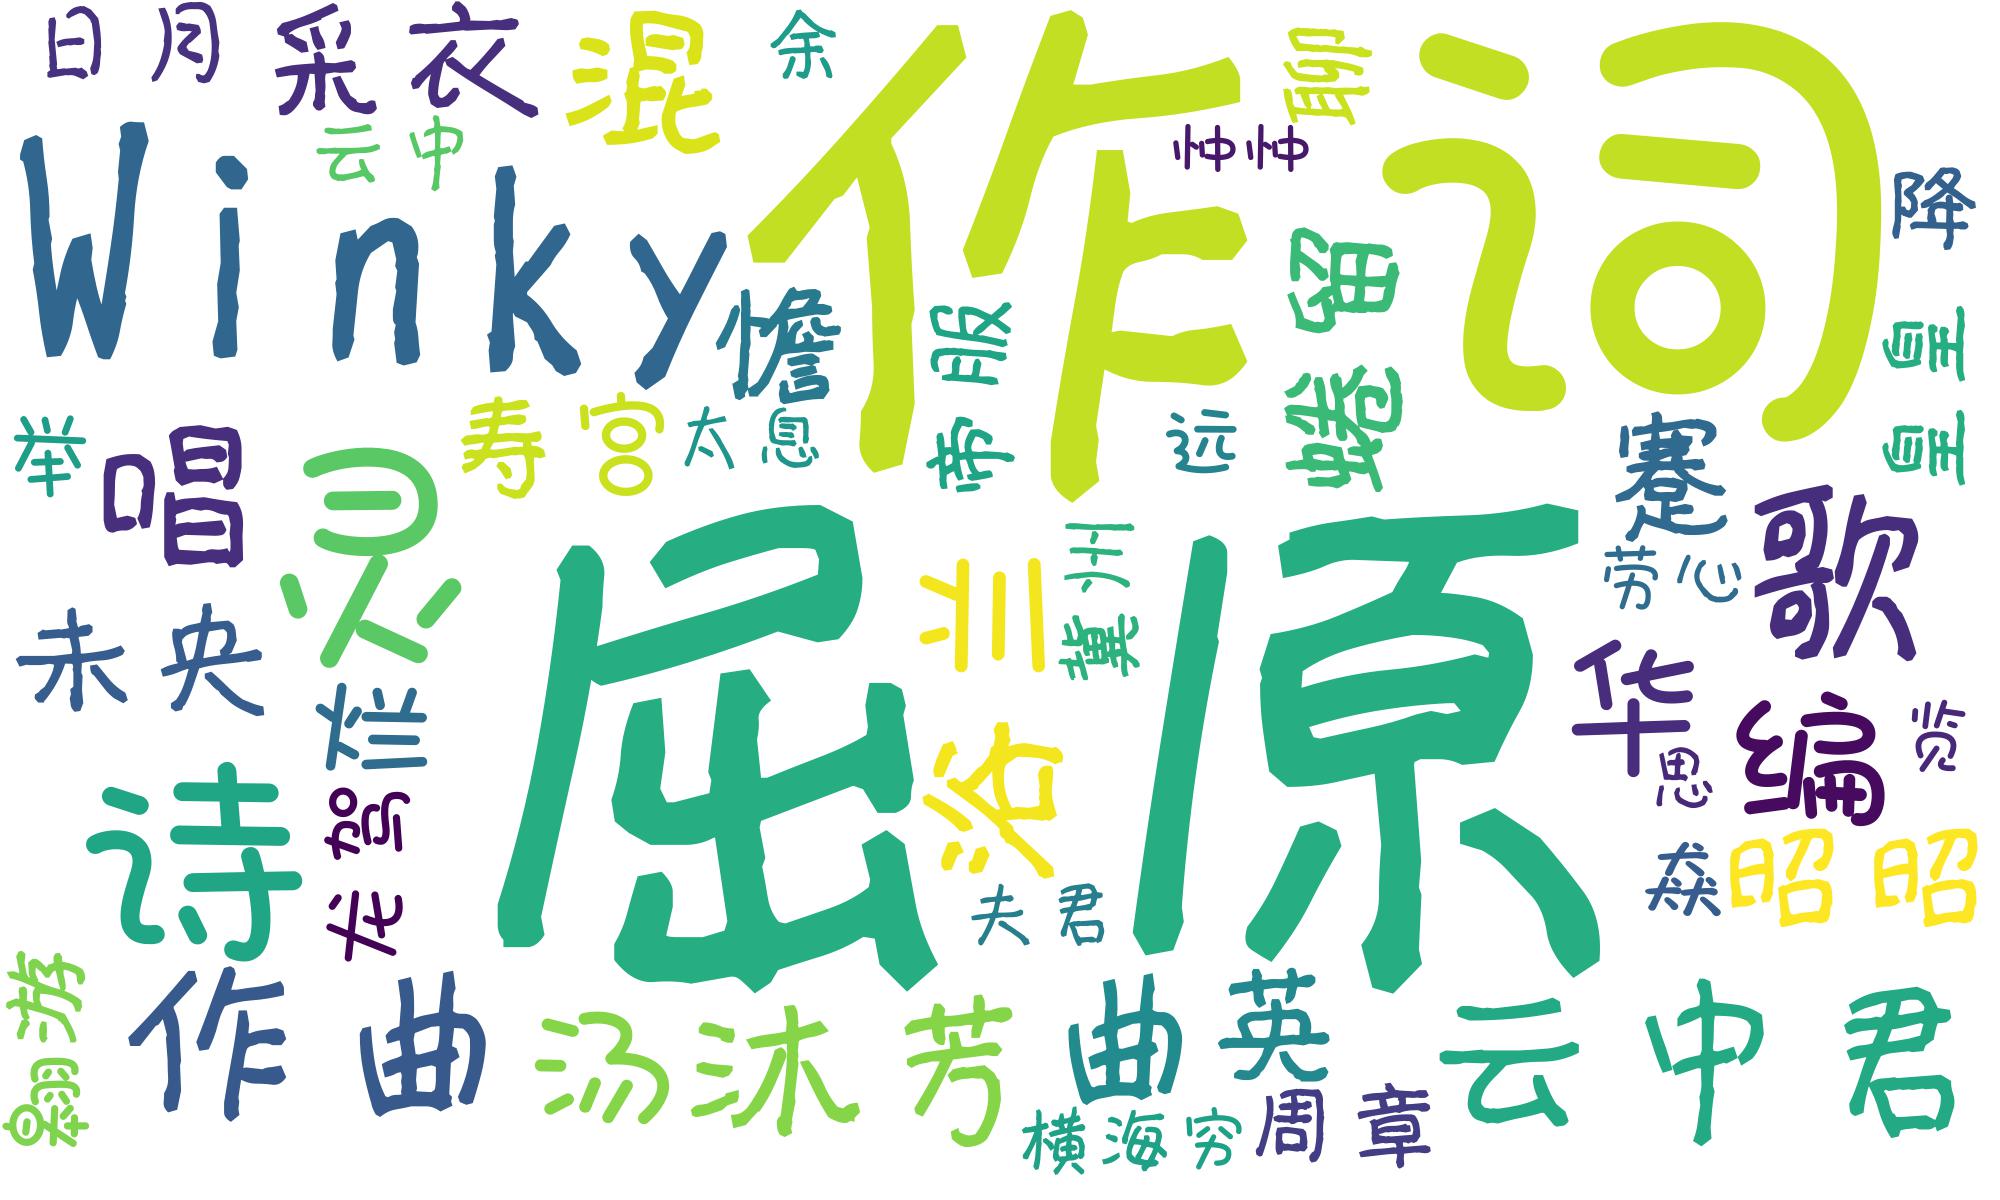 日月
采衣
混
余
作词
聊
云中
忡忡
Winky
降
憺
帝服
蜷留
皇皇
举
唱
灵
寿宫
太息
远
蹇
歌
屈原
兰
冀州
劳心
未央
烂
华
思
编
览
浴
诗
龙驾
猋
昭昭
夫君
翱游
作曲
汤沐
芳
曲
英
云中君
横
海
穷
周章